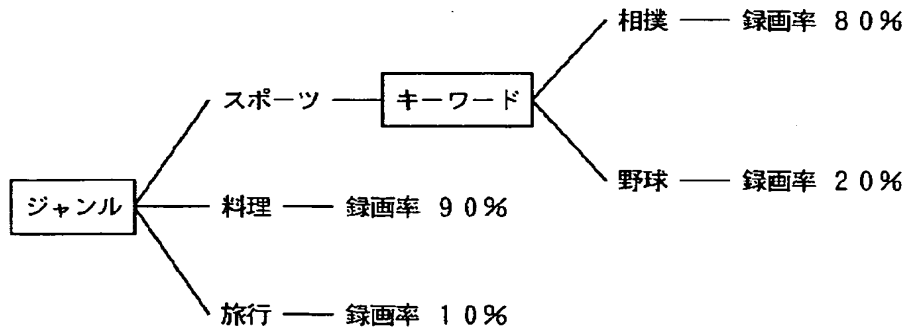 相撲 録画率 80%
スポーツ キーワード
野球 録画率 20%
ジャンル 料理 録画率 90%
旅行 録画率 10%